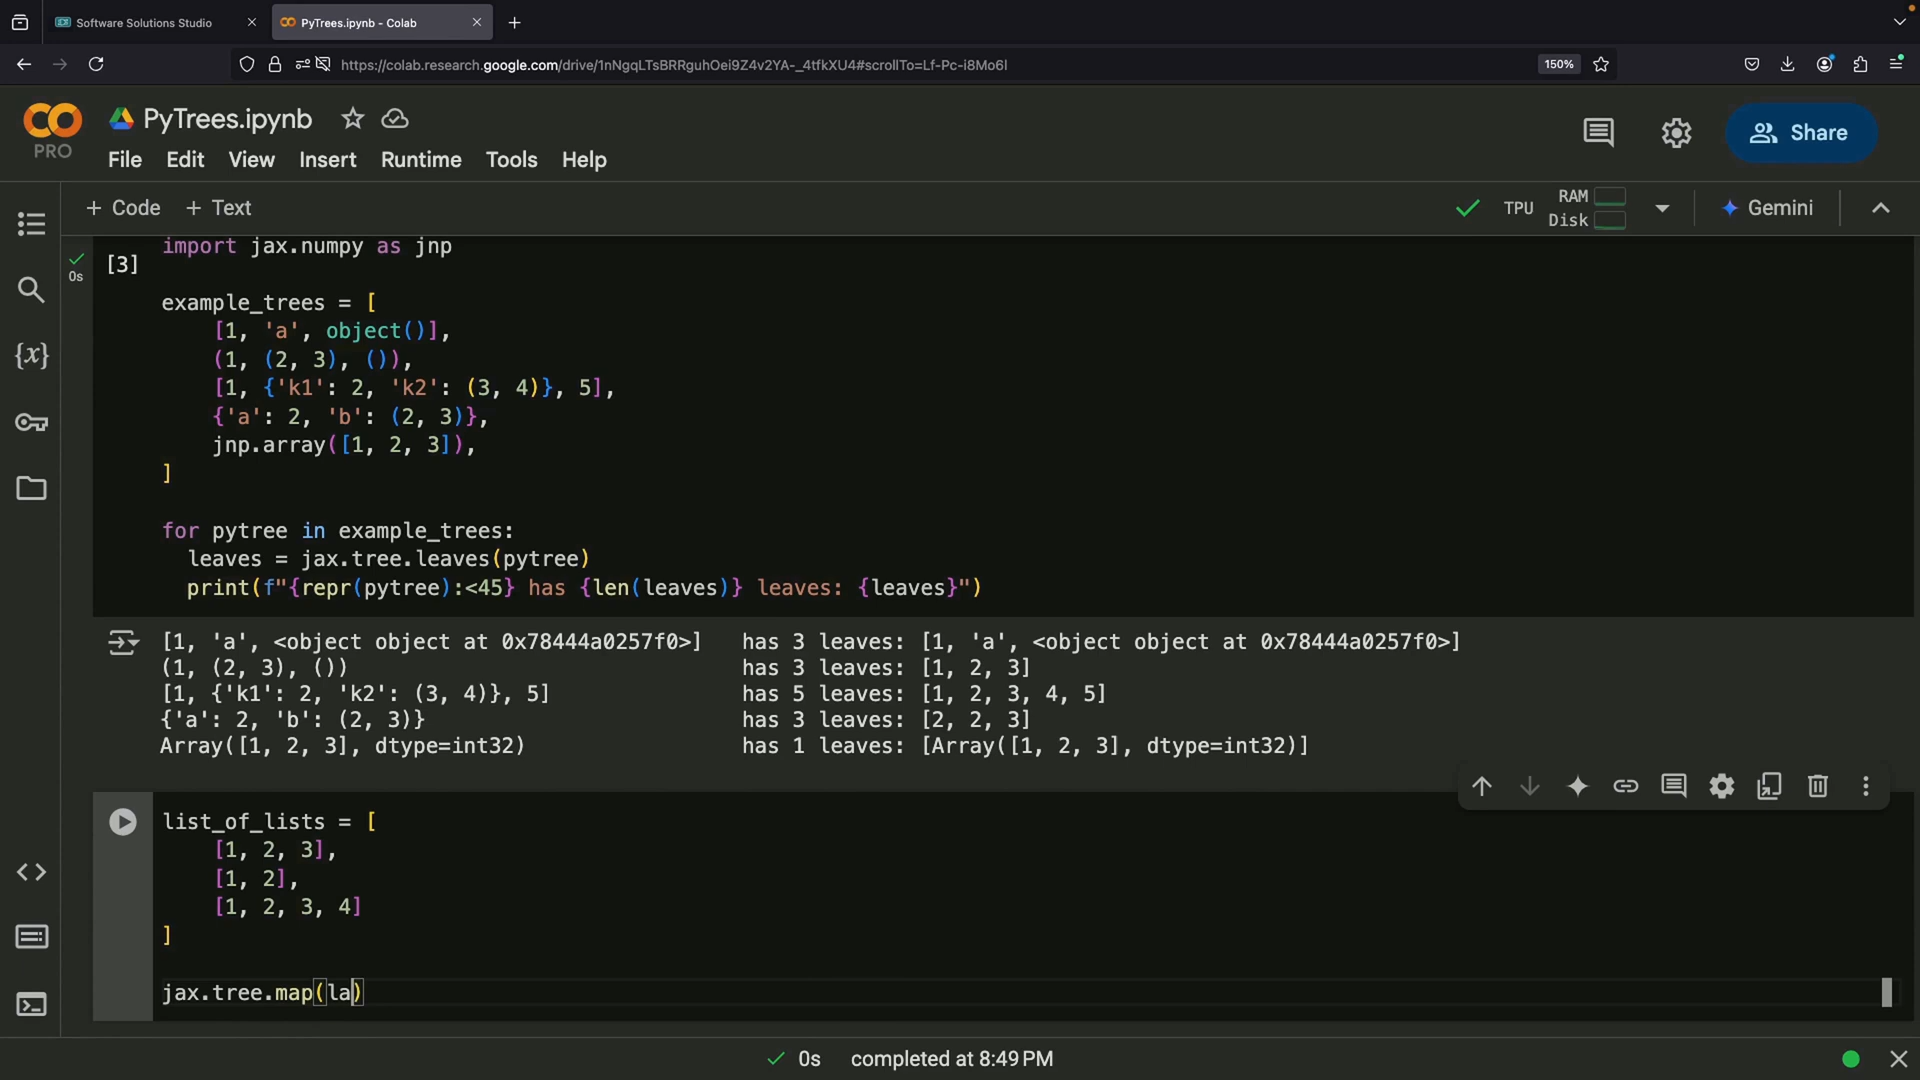 Software Solutions Studio
PyTrees.ipynb - Colab
https://colab.research.google.com/drive/1nNgqLTsBRRguhOei9Z4v2YA-_4tfkXU4#scrollTo=Lf-Pc-i8Mo6l
150%
PRO
PyTrees.ipynb
Share
File Edit View Insert Runtime Tools Help
+ Code + Text
TPU
RAM
Disk
Gemini
0s
[3]
import jax.numpy as jnp
example_trees = [
[1, 'a', object()],
(1, (2, 3), ()),
[1, {'k1': 2, 'k2': (3, 4)}, 5],
{'a': 2, 'b': (2, 3)},
jnp.array([1, 2, 3]),
]
for pytree in example_trees:
leaves = jax.tree.leaves(pytree)
print(f"{repr(pytree):<45} has {len(leaves)} leaves: {leaves}")
[1, 'a', <object object at 0x78444a0257f0>] has 3 leaves: [1, 'a', <object object at 0x78444a0257f0>]
(1, (2, 3), ()) has 3 leaves: [1, 2, 3]
[1, {'k1': 2, 'k2': (3, 4)}, 5] has 5 leaves: [1, 2, 3, 4, 5]
{'a': 2, 'b': (2, 3)} has 3 leaves: [2, 2, 3]
Array([1, 2, 3], dtype=int32) has 1 leaves: [Array([1, 2, 3], dtype=int32)]
list_of_lists = [
[1, 2, 3],
[1, 2],
[1, 2, 3, 4]
]
jax.tree.map(la)
0s completed at 8:49 PM